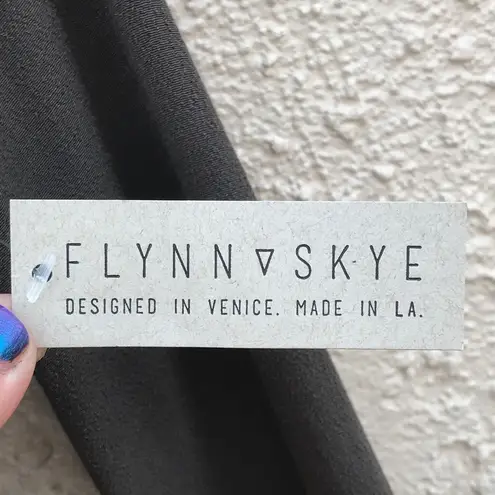 FLYNN ▽ SKYE
DESIGNED IN VENICE. MADE IN LA.